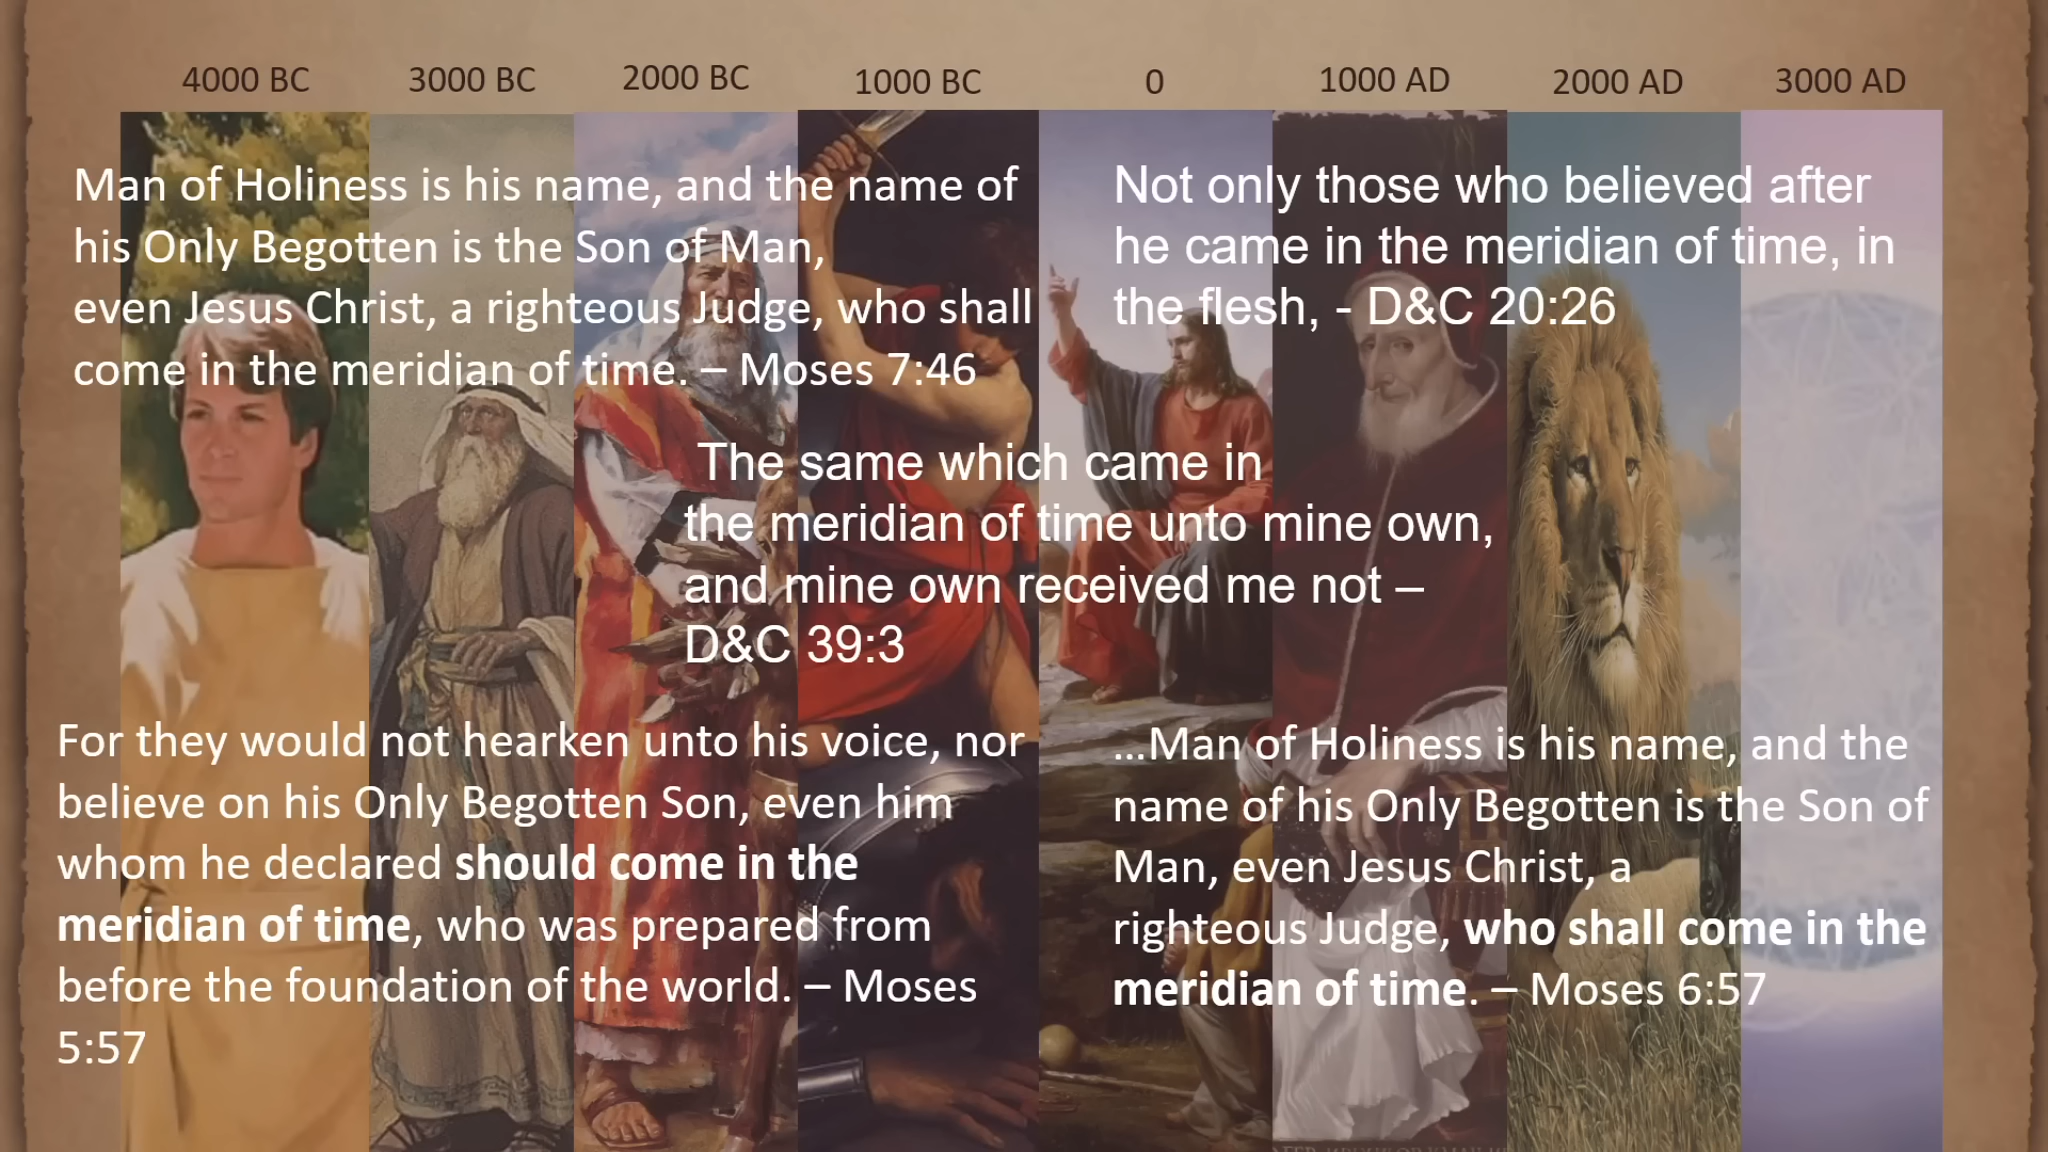 4000 BC 3000 BC 2000 BC 1000 BC 0 1000 AD 2000 AD 3000 AD
Man of Holiness is his name, and the name of
his Only Begotten is the Son of Man,
even Jesus Christ, a righteous Judge, who shall
come in the meridian of time. – Moses 7:46
Not only those who believed after
he came in the meridian of time, in
the flesh, - D&C 20:26
The same which came in
the meridian of time unto mine own,
and mine own received me not –
D&C 39:3
For they would not hearken unto his voice, nor
believe on his Only Begotten Son, even him
whom he declared should come in the
meridian of time, who was prepared from
before the foundation of the world. – Moses
5:57
...Man of Holiness is his name, and the
name of his Only Begotten is the Son of
Man, even Jesus Christ, a
righteous Judge, who shall come in the
meridian of time. – Moses 6:57